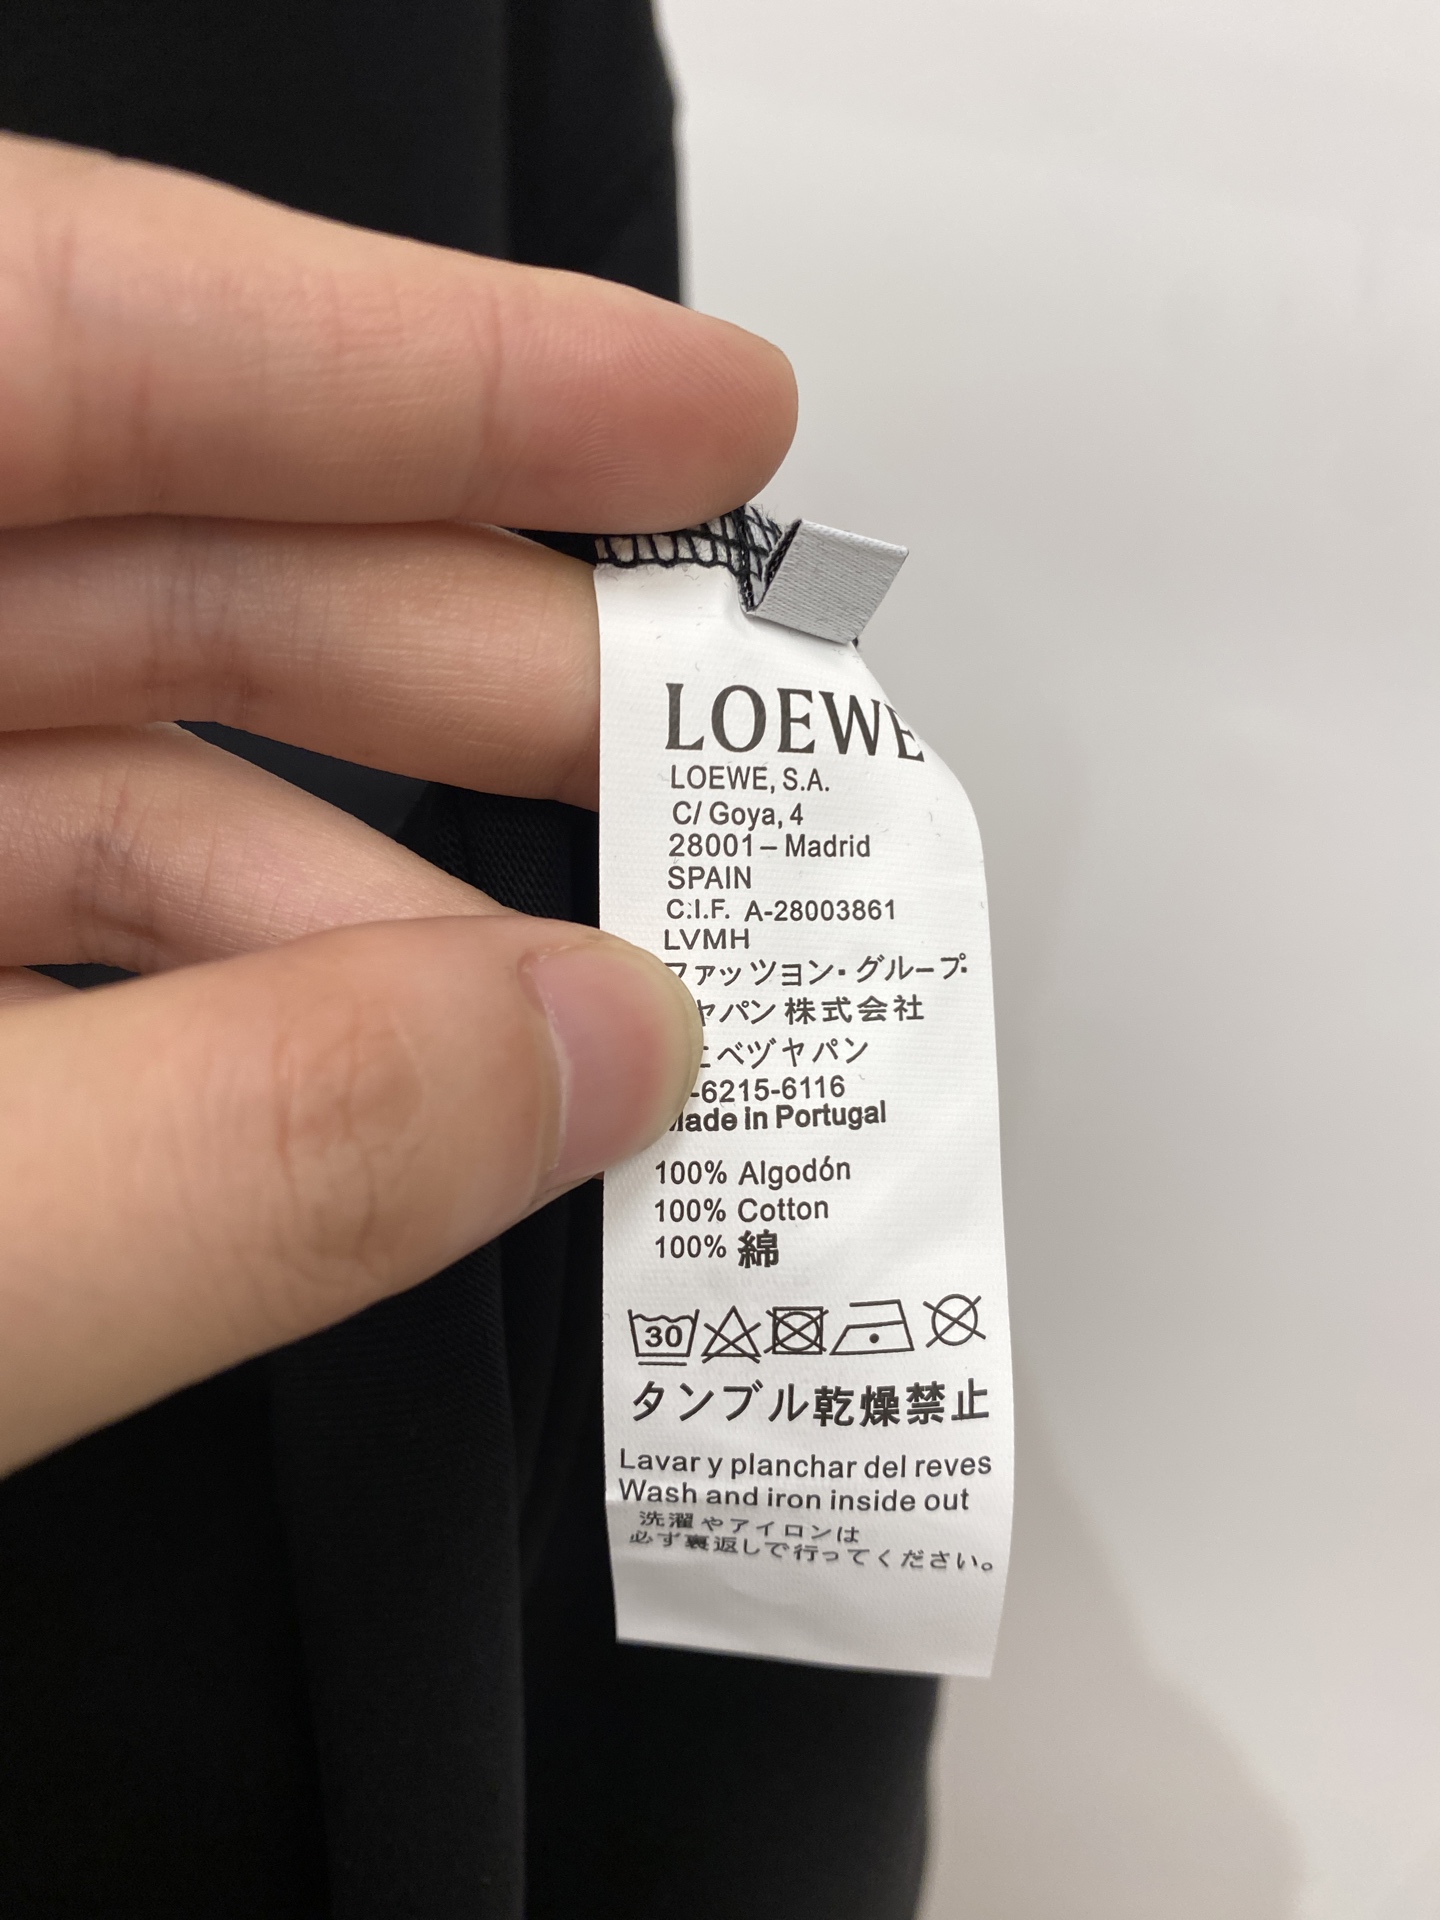 LOEWE
LOEWE, S.A.
C/ Goya, 4
28001 – Madrid
SPAIN
C.I.F. A-28003861
LVMH
ファッツョン・グループ・
ャパン株式会社
ヱベヅャパン
-6215-6116
Made in Portugal
100% Algodón
100% Cotton
100% 綿
30
タンブル乾燥禁止
Lavar y planchar del reves
Wash and iron inside out
洗濯やアイロンは
必ず裏返しで行ってください。